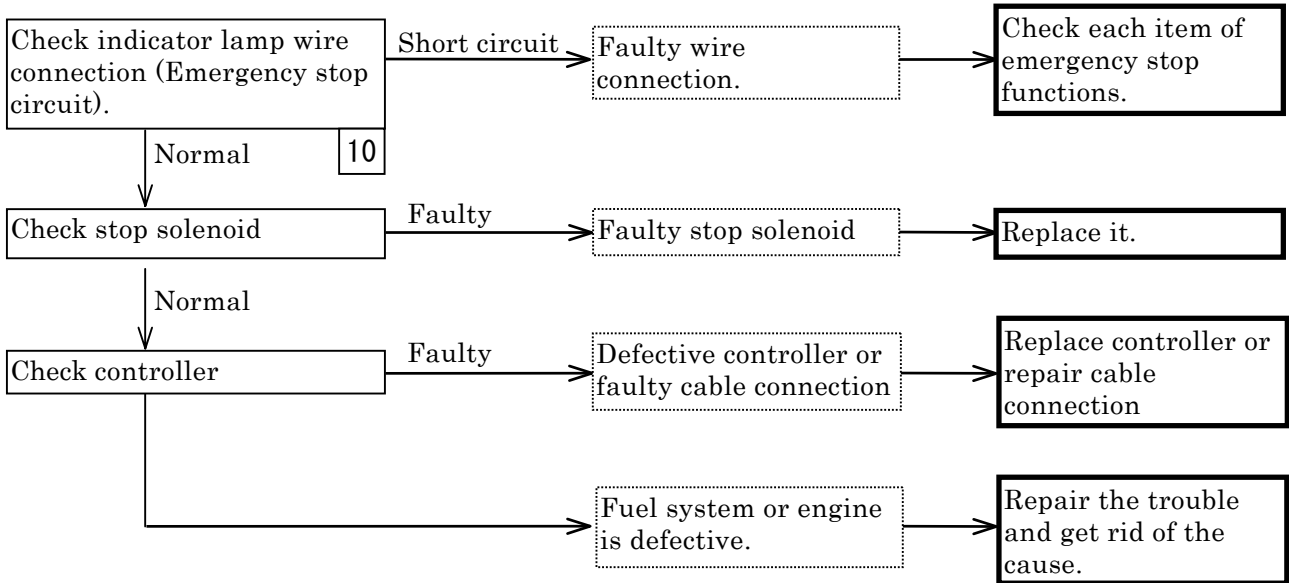 Check indicator lamp wire
connection (Emergency stop
circuit).
10
Short circuit
Faulty wire
connection.
Check each item of
emergency stop
functions.
Normal
Check stop solenoid
Faulty
Faulty stop solenoid
Replace it.
Normal
Check controller
Faulty
Defective controller or
faulty cable connection
Replace controller or
repair cable
connection
Fuel system or engine
is defective.
Repair the trouble
and get rid of the
cause.